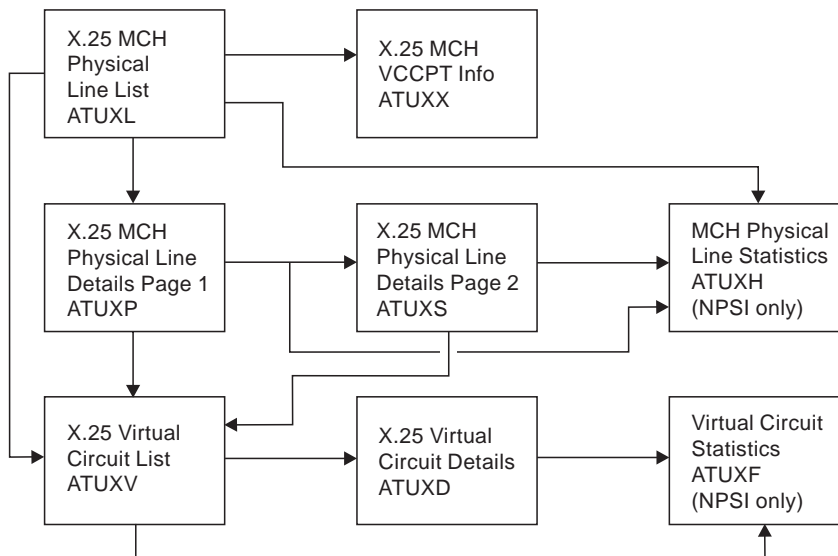 X.25 MCH
Physical
Line List
ATUXL
X.25 MCH
VCCPT Info
ATUXX
X.25 MCH
Physical Line
Details Page 1
ATUXP
X.25 MCH
Physical Line
Details Page 2
ATUXS
MCH Physical
Line Statistics
ATUXH
(NPSI only)
X.25 Virtual
Circuit List
ATUXV
X.25 Virtual
Circuit Details
ATUXD
Virtual Circuit
Statistics
ATUXF
(NPSI only)